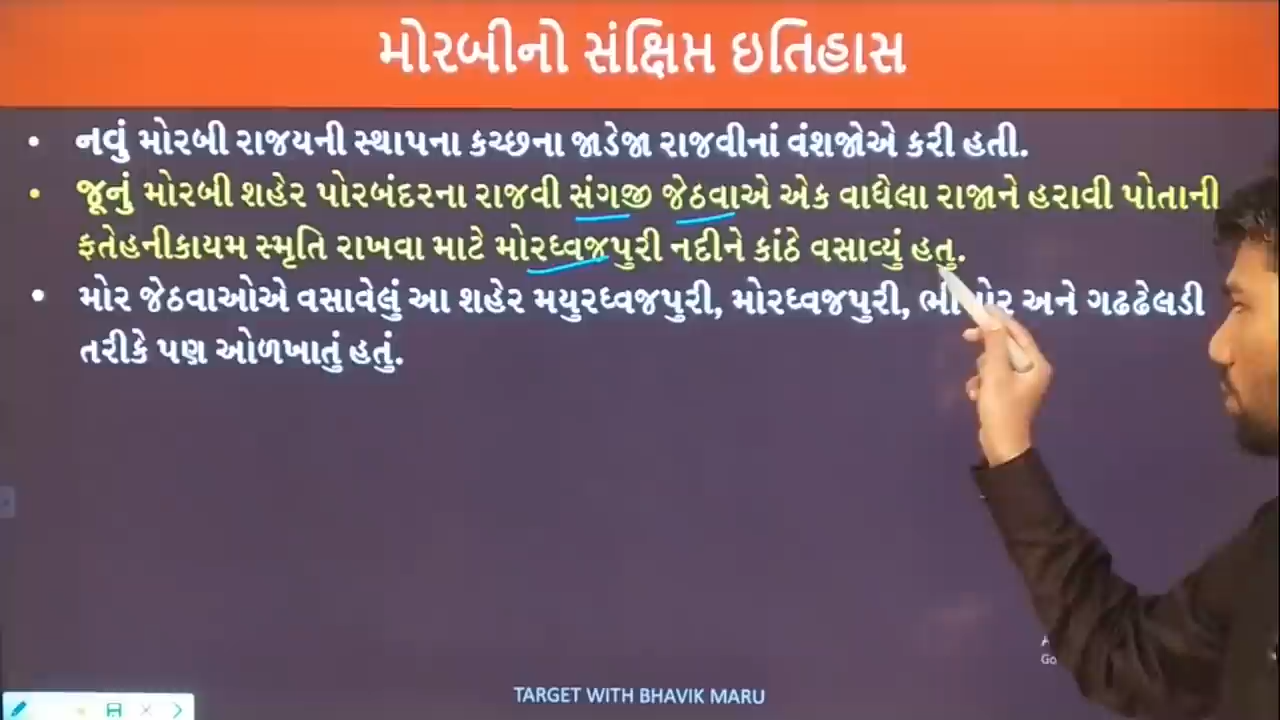 મોરબીનો સંક્ષિપ્ત ઇતિહાસ
• નવું મોરબી રાજયની સ્થાપના કચ્છના જાડેજા રાજવીનાં વંશજોએ કરી હતી.
• જૂનું મોરબી શહેર પોરબંદરના રાજવી સંગજી જેઠવાએ એક વાઘેલા રાજાને હરાવી પોતાની
ફતેહનીકાયમ સ્મૃતિ રાખવા માટે મોરધ્વજપુરી નદીને કાંઠે વસાવ્યું હતુ.
• મોર જેઠવાઓએ વસાવેલું આ શહેર મયુરધ્વજપુરી, મોરધ્વજપુરી, અને ગઢઢેલડી
તરીકે પણ ઓળખાતું હતું.
TARGET WITH BHAVIK MARU